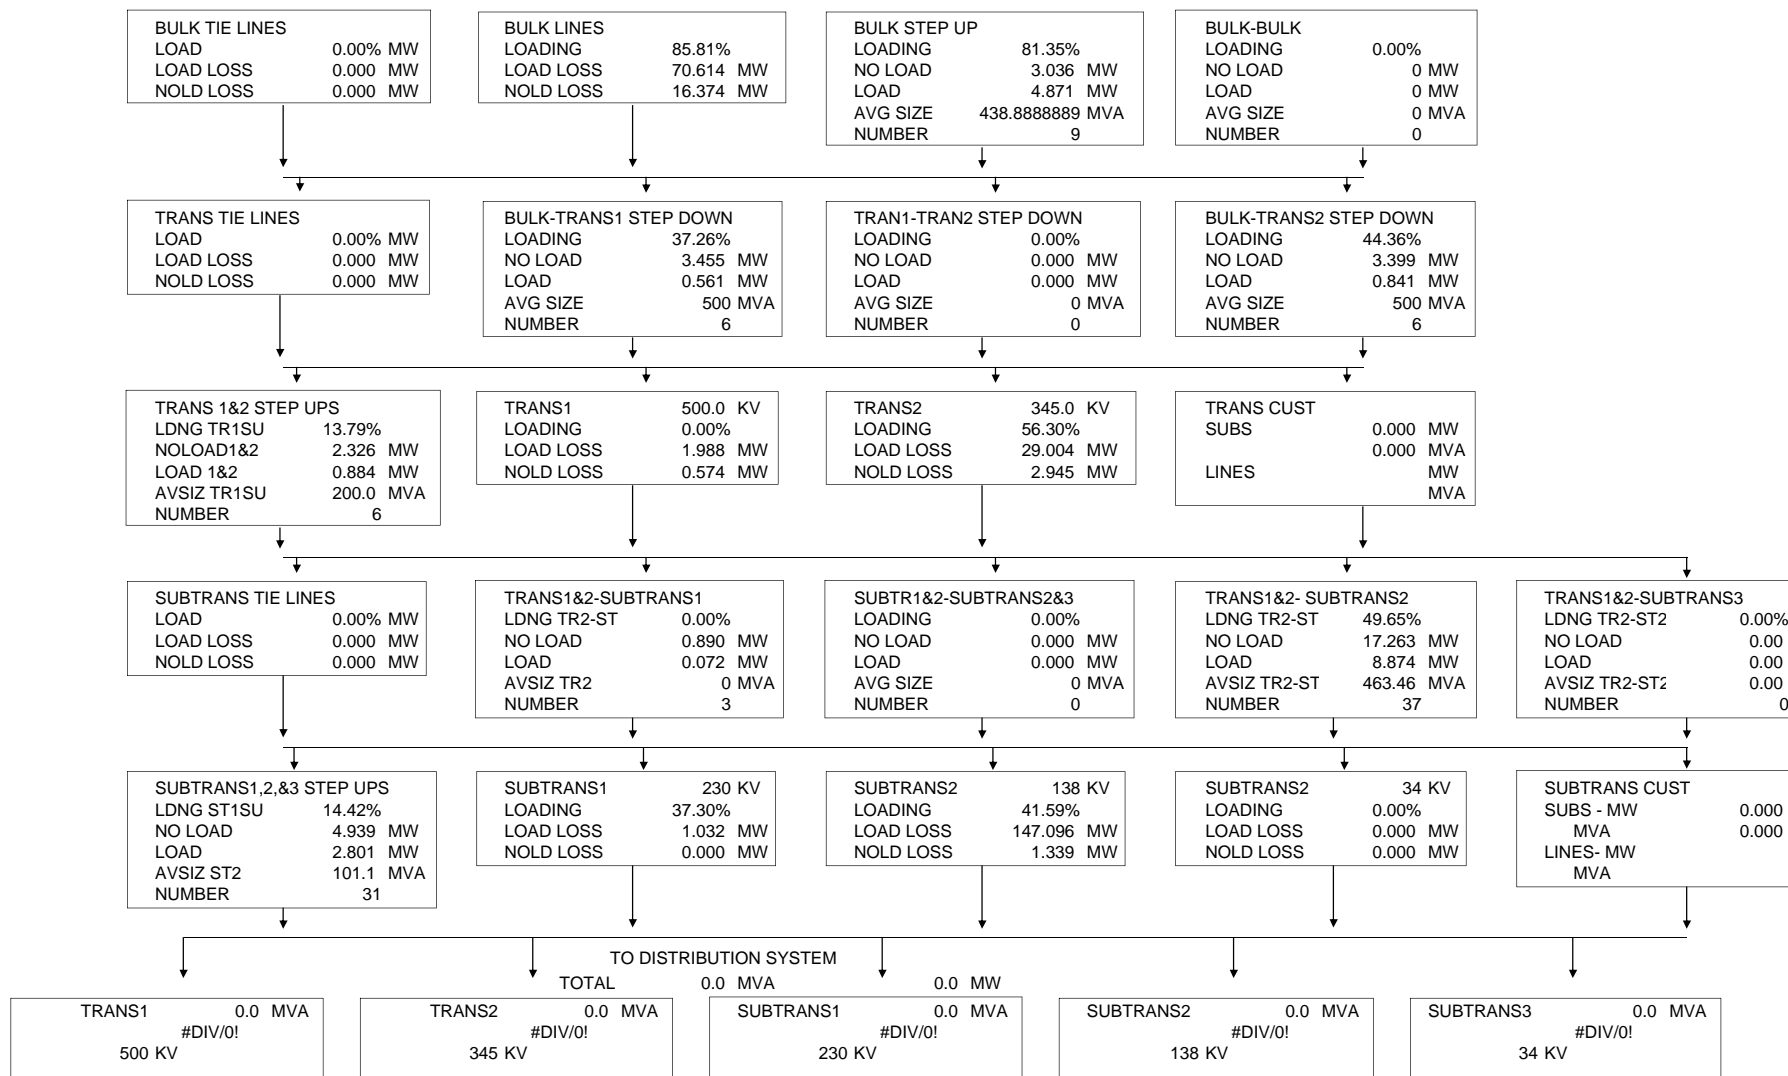 BULK TIE LINES
LOAD 0.00% MW
LOAD LOSS 0.000 MW
NOLD LOSS 0.000 MW
BULK LINES
LOADING 85.81%
LOAD LOSS 70.614 MW
NOLD LOSS 16.374 MW
BULK STEP UP
LOADING 81.35%
NO LOAD 3.036 MW
LOAD 4.871 MW
AVG SIZE 438.8888889 MVA
NUMBER 9
BULK-BULK
LOADING 0.00%
NO LOAD 0 MW
LOAD 0 MW
AVG SIZE 0 MVA
NUMBER 0
TRANS TIE LINES
LOAD 0.00% MW
LOAD LOSS 0.000 MW
NOLD LOSS 0.000 MW
BULK-TRANS1 STEP DOWN
LOADING 37.26%
NO LOAD 3.455 MW
LOAD 0.561 MW
AVG SIZE 500 MVA
NUMBER 6
TRAN1-TRAN2 STEP DOWN
LOADING 0.00%
NO LOAD 0.000 MW
LOAD 0.000 MW
AVG SIZE 0 MVA
NUMBER 0
BULK-TRANS2 STEP DOWN
LOADING 44.36%
NO LOAD 3.399 MW
LOAD 0.841 MW
AVG SIZE 500 MVA
NUMBER 6
TRANS 1&2 STEP UPS
LDNG TR1SU 13.79%
NOLOAD1&2 2.326 MW
LOAD 1&2 0.884 MW
AVSIZ TR1SU 200.0 MVA
NUMBER 6
TRANS1 500.0 KV
LOADING 0.00%
LOAD LOSS 1.988 MW
NOLD LOSS 0.574 MW
TRANS2 345.0 KV
LOADING 56.30%
LOAD LOSS 29.004 MW
NOLD LOSS 2.945 MW
TRANS CUST
SUBS 0.000 MW
0.000 MVA
LINES MW
MVA
SUBTRANS TIE LINES
LOAD 0.00% MW
LOAD LOSS 0.000 MW
NOLD LOSS 0.000 MW
TRANS1&2-SUBTRANS1
LDNG TR2-ST 0.00%
NO LOAD 0.890 MW
LOAD 0.072 MW
AVSIZ TR2 0 MVA
NUMBER 3
SUBTR1&2-SUBTRANS2&3
LOADING 0.00%
NO LOAD 0.000 MW
LOAD 0.000 MW
AVG SIZE 0 MVA
NUMBER 0
TRANS1&2- SUBTRANS2
LDNG TR2-ST 49.65%
NO LOAD 17.263 MW
LOAD 8.874 MW
AVSIZ TR2-ST 463.46 MVA
NUMBER 37
TRANS1&2-SUBTRANS3
LDNG TR2-ST2 0.00%
NO LOAD 0.00
LOAD 0.00
AVSIZ TR2-ST2 0.00
NUMBER 0
SUBTRANS1,2,&3 STEP UPS
LDNG ST1SU 14.42%
NO LOAD 4.939 MW
LOAD 2.801 MW
AVSIZ ST2 101.1 MVA
NUMBER 31
SUBTRANS1 230 KV
LOADING 37.30%
LOAD LOSS 1.032 MW
NOLD LOSS 0.000 MW
SUBTRANS2 138 KV
LOADING 41.59%
LOAD LOSS 147.096 MW
NOLD LOSS 1.339 MW
SUBTRANS2 34 KV
LOADING 0.00%
LOAD LOSS 0.000 MW
NOLD LOSS 0.000 MW
SUBTRANS CUST
SUBS - MW 0.000
MVA 0.000
LINES- MW
MVA
TO DISTRIBUTION SYSTEM
TOTAL 0.0 MVA 0.0 MW
TRANS1 0.0 MVA
#DIV/0!
500 KV
TRANS2 0.0 MVA
#DIV/0!
345 KV
SUBTRANS1 0.0 MVA
#DIV/0!
230 KV
SUBTRANS2 0.0 MVA
#DIV/0!
138 KV
SUBTRANS3 0.0 MVA
#DIV/0!
34 KV